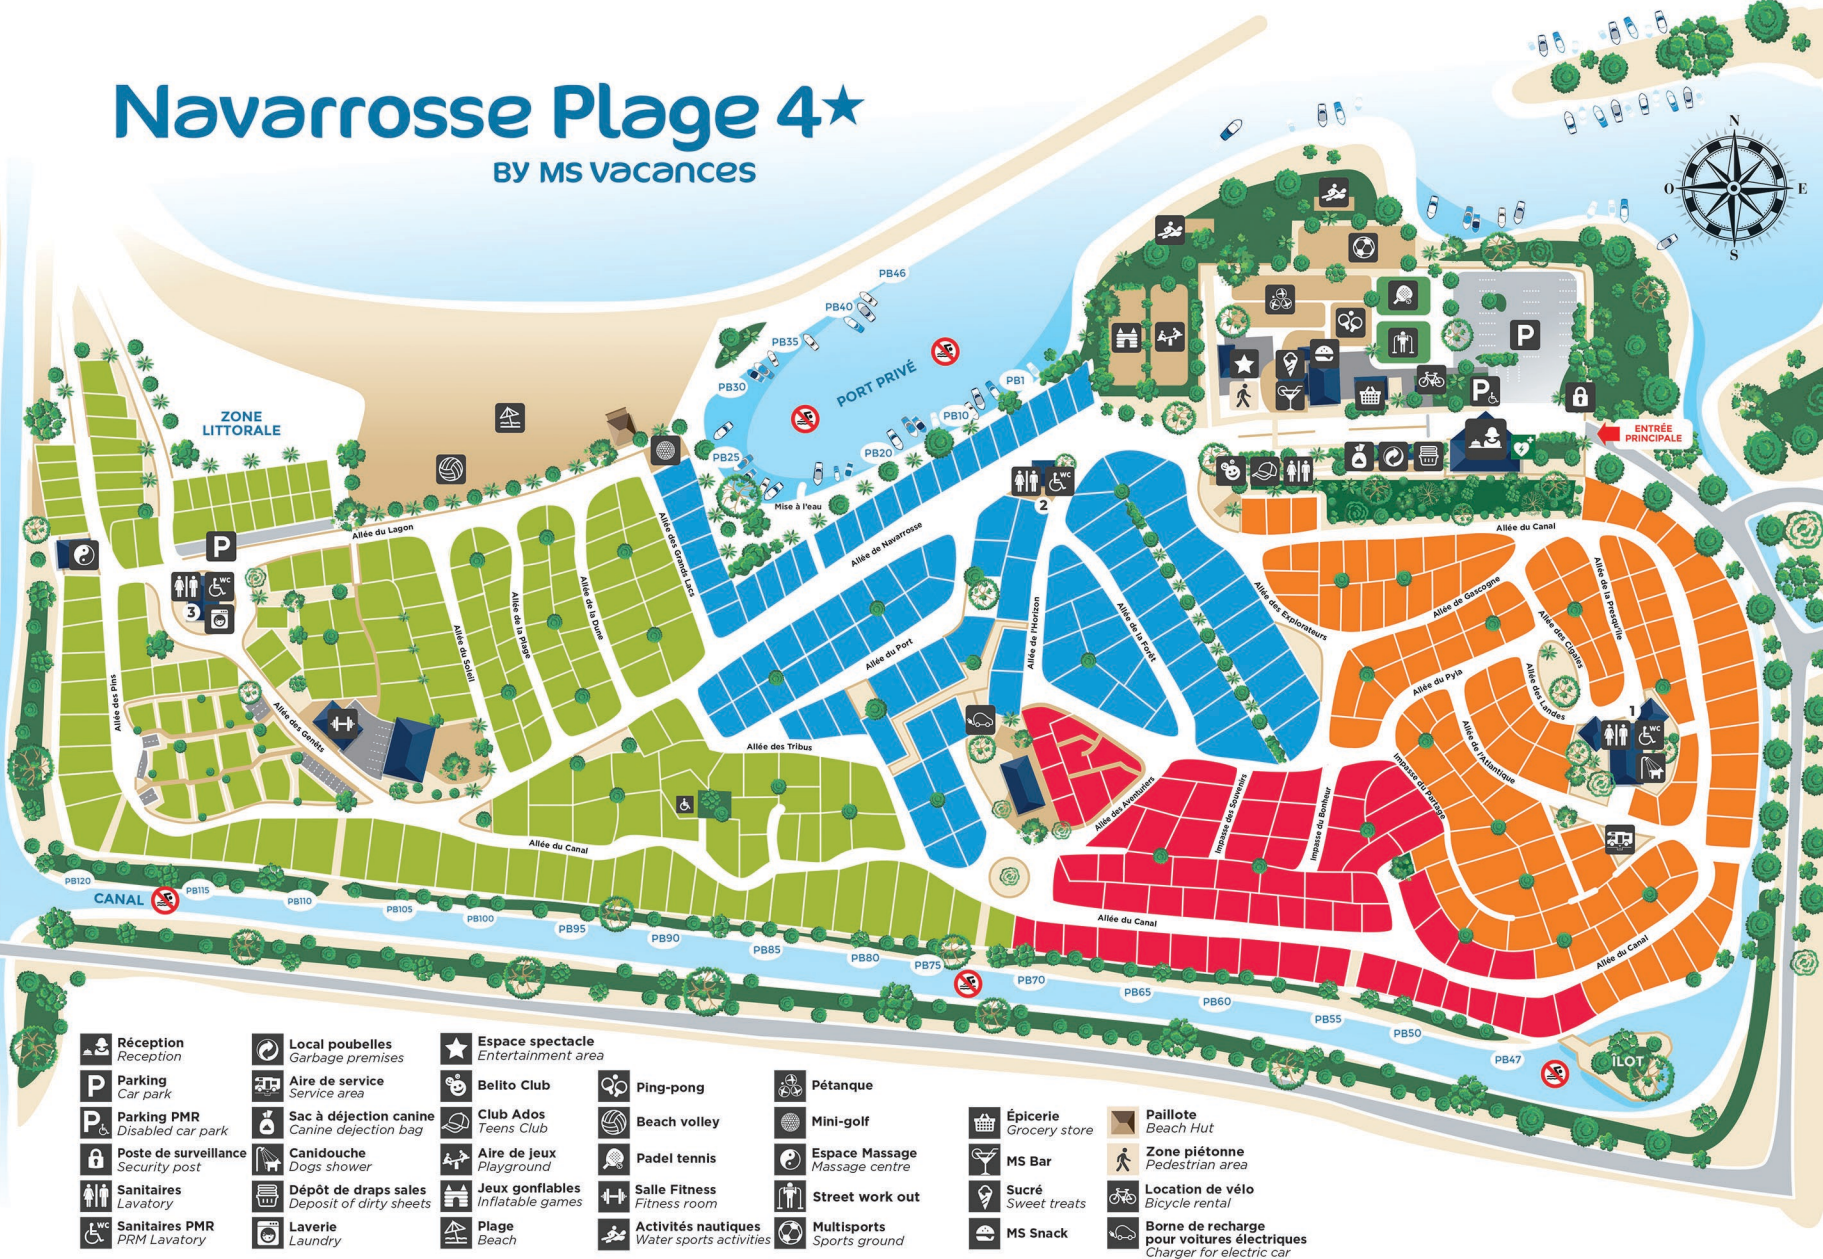 Navarrosse Plage 4★
BY MS VACANCES
N
O
E
S
PB46
PB40
PB35
PB30
PB25
PORT PRIVÉ
PB1
PB10
PB20
Mise à l'eau
ZONE
LITTORALE
P
P
P
ENTRÉE
PRINCIPALE
WC
2
WC
3
WC
1
Allée du Lagon
Allée des Grands Lacs
Allée de Navarrosse
Allée du Canal
Allée des Pins
Allée des Genêts
Allée du Soleil
Allée de la Plage
Allée de la Dune
Allée du Port
Allée de l'Horizon
Allée de la Forêt
Allée des Explorateurs
Allée de Gascogne
Allée de la Presqu'île
Allée des Cigales
Allée du Pyla
Allée des Landes
Allée de l'Atlantique
Allée des Tribus
Impasse du Partage
Allée des Aventuriers
Impasse des Souvenirs
Impasse du Bonheur
Allée du Canal
Allée du Canal
Allée du Canal
CANAL
PB120
PB115
PB110
PB105
PB100
PB95
PB90
PB85
PB80
PB75
PB70
PB65
PB60
PB55
PB50
PB47
ÎLOT
Réception
Reception
P
Parking
Car park
P
Parking PMR
Disabled car park
Poste de surveillance
Security post
Sanitaires
Lavatory
WC
Sanitaires PMR
PRM Lavatory
Local poubelles
Garbage premises
Aire de service
Service area
Sac à déjection canine
Canine dejection bag
Canidouche
Dogs shower
Dépôt de draps sales
Deposit of dirty sheets
Laverie
Laundry
Espace spectacle
Entertainment area
Belito Club
Club Ados
Teens Club
Aire de jeux
Playground
Jeux gonflables
Inflatable games
Plage
Beach
Ping-pong
Beach volley
Padel tennis
Salle Fitness
Fitness room
Activités nautiques
Water sports activities
Pétanque
Mini-golf
Espace Massage
Massage centre
Street work out
Multisports
Sports ground
Épicerie
Grocery store
MS Bar
Sucré
Sweet treats
MS Snack
Paillote
Beach Hut
Zone piétonne
Pedestrian area
Location de vélo
Bicycle rental
Borne de recharge
pour voitures électriques
Charger for electric car